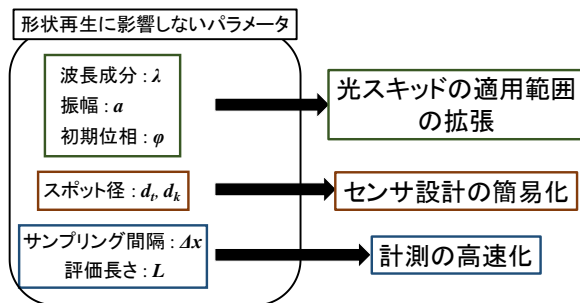 形状再生に影響しないパラメータ
波長成分 : λ
振幅 : a
初期位相 : φ
光スキッドの適用範囲
の拡張
スポット径 : dt, dk
センサ設計の簡易化
サンプリング間隔 : Δx
評価長さ : L
計測の高速化